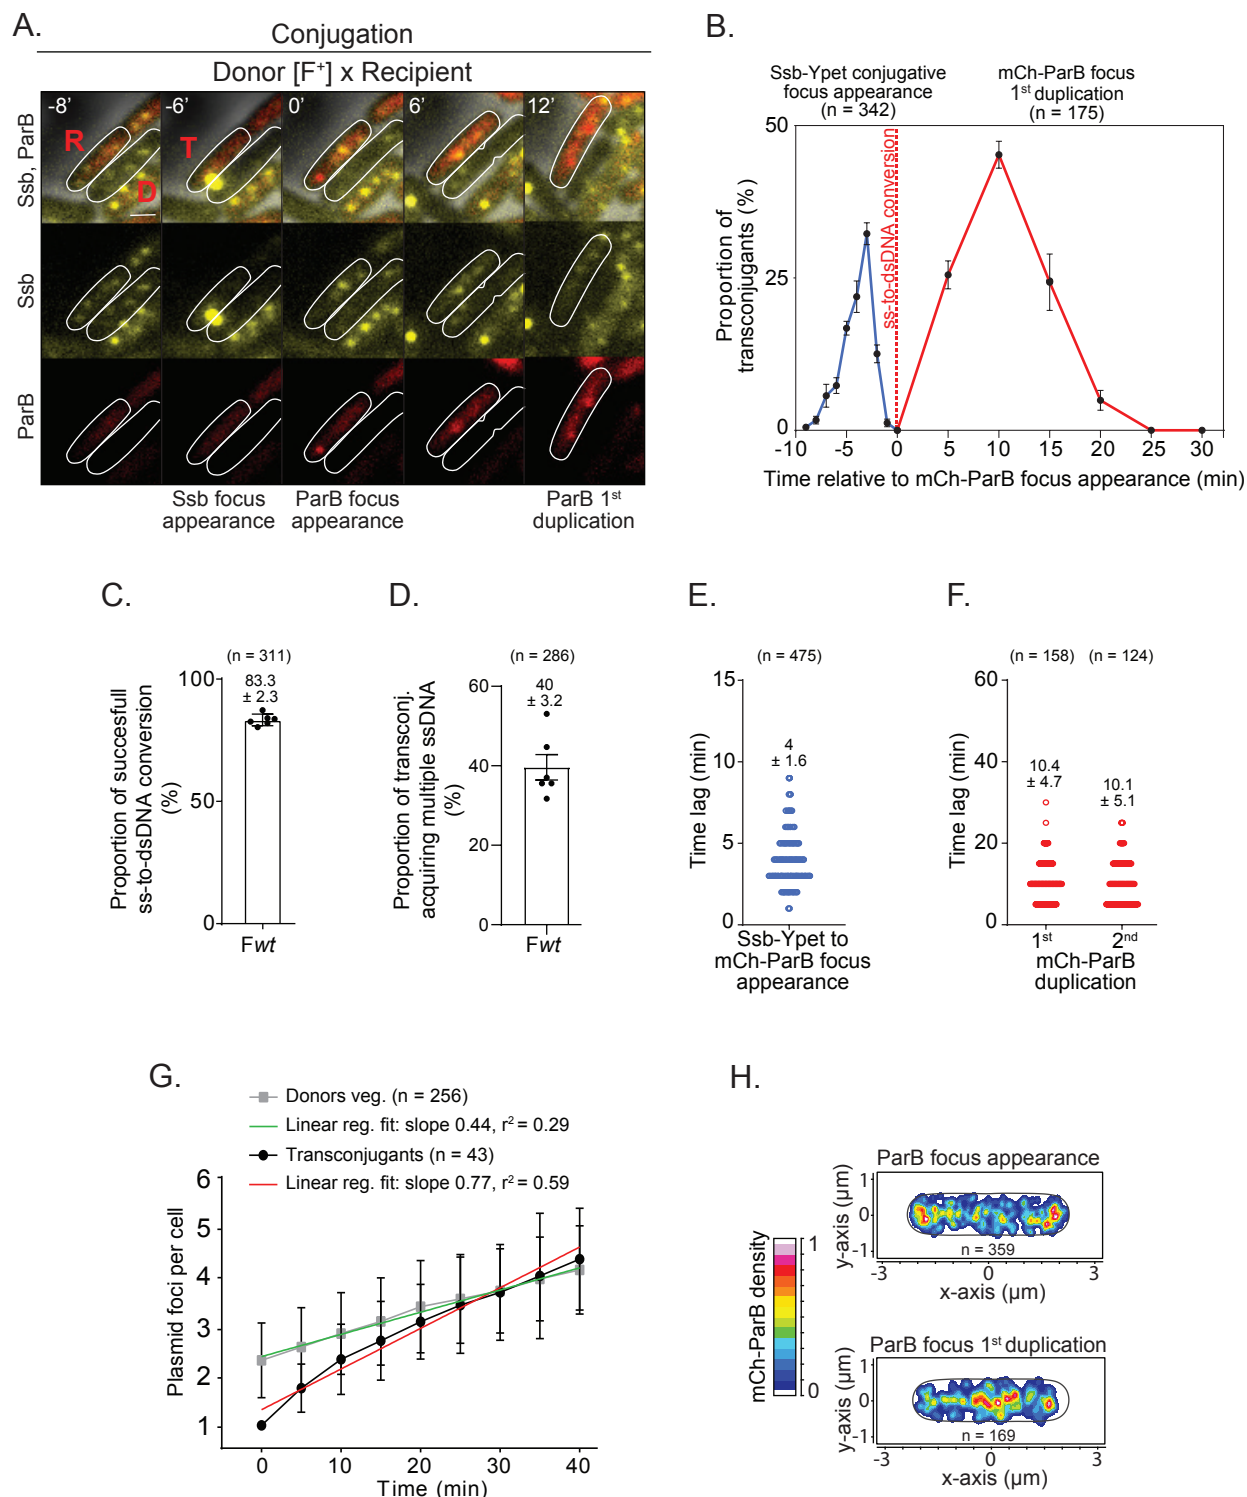 A.
Conjugation
Donor [F⁺] x Recipient
-8’
-6’
0’
6’
12’
R
T
D
Ssb, ParB
Ssb
ParB
Ssb focus
appearance
ParB focus
appearance
ParB 1ˢᵗ
duplication
B.
Ssb-Ypet conjugative
focus appearance
(n = 342)
mCh-ParB focus
1ˢᵗ duplication
(n = 175)
ss-to-dsDNA conversion
Proportion of
transconjugants (%)
50
25
0
-10
-5
0
5
10
15
20
25
30
Time relative to mCh-ParB focus appearance (min)
C.
(n = 311)
83.3
± 2.3
Proportion of succesfull
ss-to-dsDNA conversion
(%)
100
50
0
Fwt
D.
(n = 286)
40
± 3.2
Proportion of transconj.
acquiring multiple ssDNA
(%)
60
40
20
0
Fwt
E.
(n = 475)
4
± 1.6
Time lag (min)
15
10
5
0
Ssb-Ypet to
mCh-ParB focus
appearance
F.
(n = 158)
(n = 124)
10.4
± 4.7
10.1
± 5.1
Time lag (min)
60
40
20
0
1ˢᵗ
2ⁿᵈ
mCh-ParB
duplication
G.
Donors veg. (n = 256)
Linear reg. fit: slope 0.44, r² = 0.29
Transconjugants (n = 43)
Linear reg. fit: slope 0.77, r² = 0.59
Plasmid foci per cell
6
5
4
3
2
1
0
10
20
30
40
Time (min)
H.
mCh-ParB density
1
0
ParB focus appearance
y-axis (µm)
1
0
-1
n = 359
-3
0
3
x-axis (µm)
ParB focus 1ˢᵗ duplication
y-axis (µm)
1
0
-1
n = 169
-3
0
3
x-axis (µm)